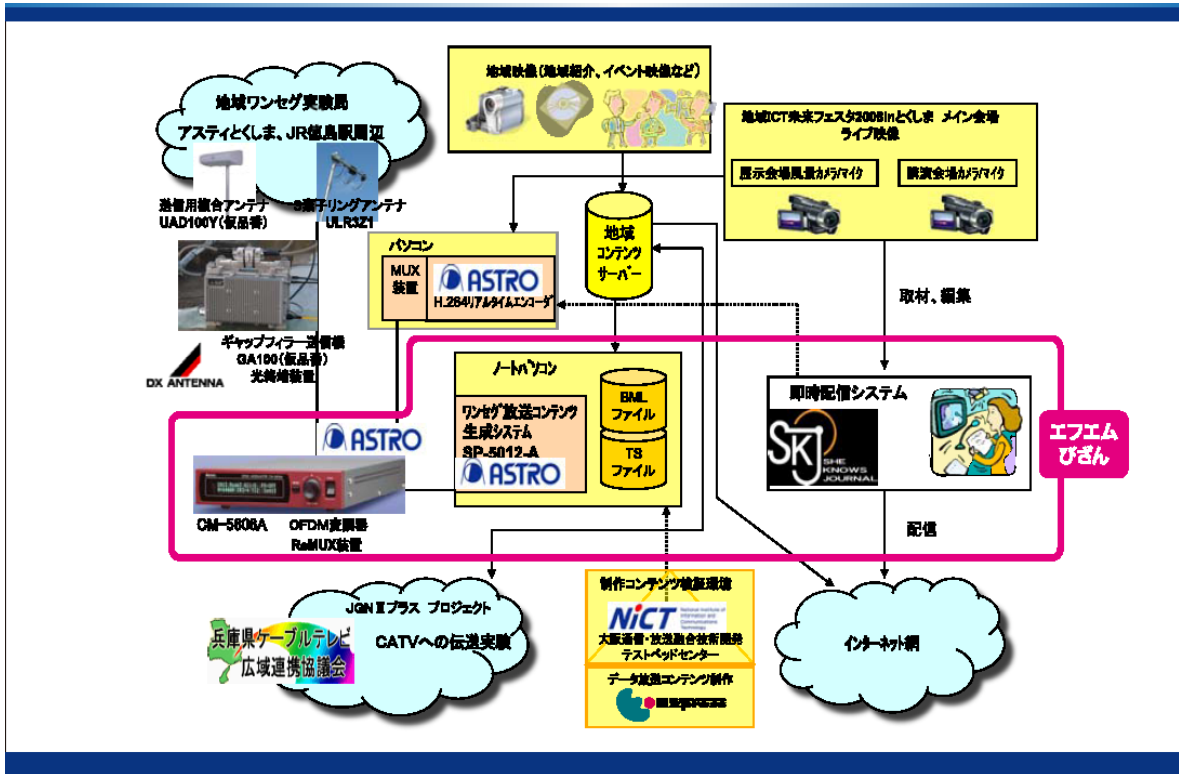 地域映像(地域紹介、イベント映像など)
地域ワンセグ実験局
アスティとくしま、JR徳島駅周辺
送信用複合アンテナ
UAD100Y(仮品番)
8素子リングアンテナ
ULR3Z1
地域ICT未来フェスタ2008inとくしま メイン会場
ライブ映像
展示会場風景カメラ/マイク
講演会場カメラ/マイク
パソコン
MUX
装置
ASTRO
H.264リアルタイムエンコーダ
地域
コンテンツ
サーバー
取材、編集
ギャップフィラー送信機
GA100(仮品番)
光終端装置
DX ANTENNA
ノートパソコン
ワンセグ放送コンテンツ
生成システム
SP-5012-A
ASTRO
BML
ファイル
TS
ファイル
即時配信システム
SKJ
SHE
KNOWS
JOURNAL
エフエム
びざん
ASTRO
CM-5608A
OFDM変調器
ReMUX装置
配信
JGNⅡプラス プロジェクト
CATVへの伝送実験
兵庫県ケーブルテレビ
広域連携協議会
制作コンテンツ検証環境
NiCT
National Institute of
Information and
Communications
Technology
大阪通信・放送融合技術開発
テストベッドセンター
データ放送コンテンツ制作
インターネット網